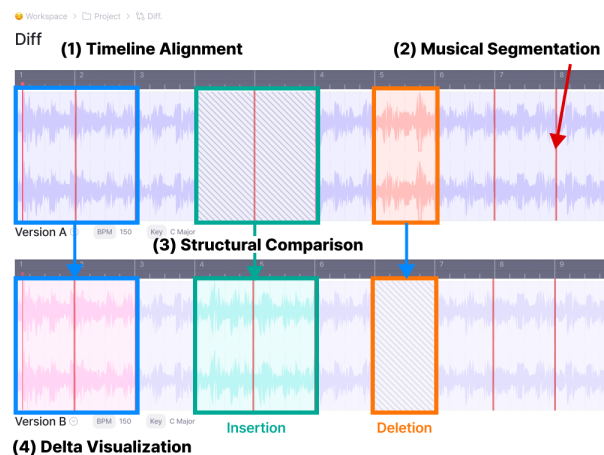 Workspace > Project > Diff.
Diff
(1) Timeline Alignment
(2) Musical Segmentation
1 2 3 4 5 6 7 8 9
Version A BPM 150 Key C Major
(3) Structural Comparison
1 2 3 4 5 6 7 8 9
Version B BPM 150 Key C Major
Insertion
Deletion
(4) Delta Visualization